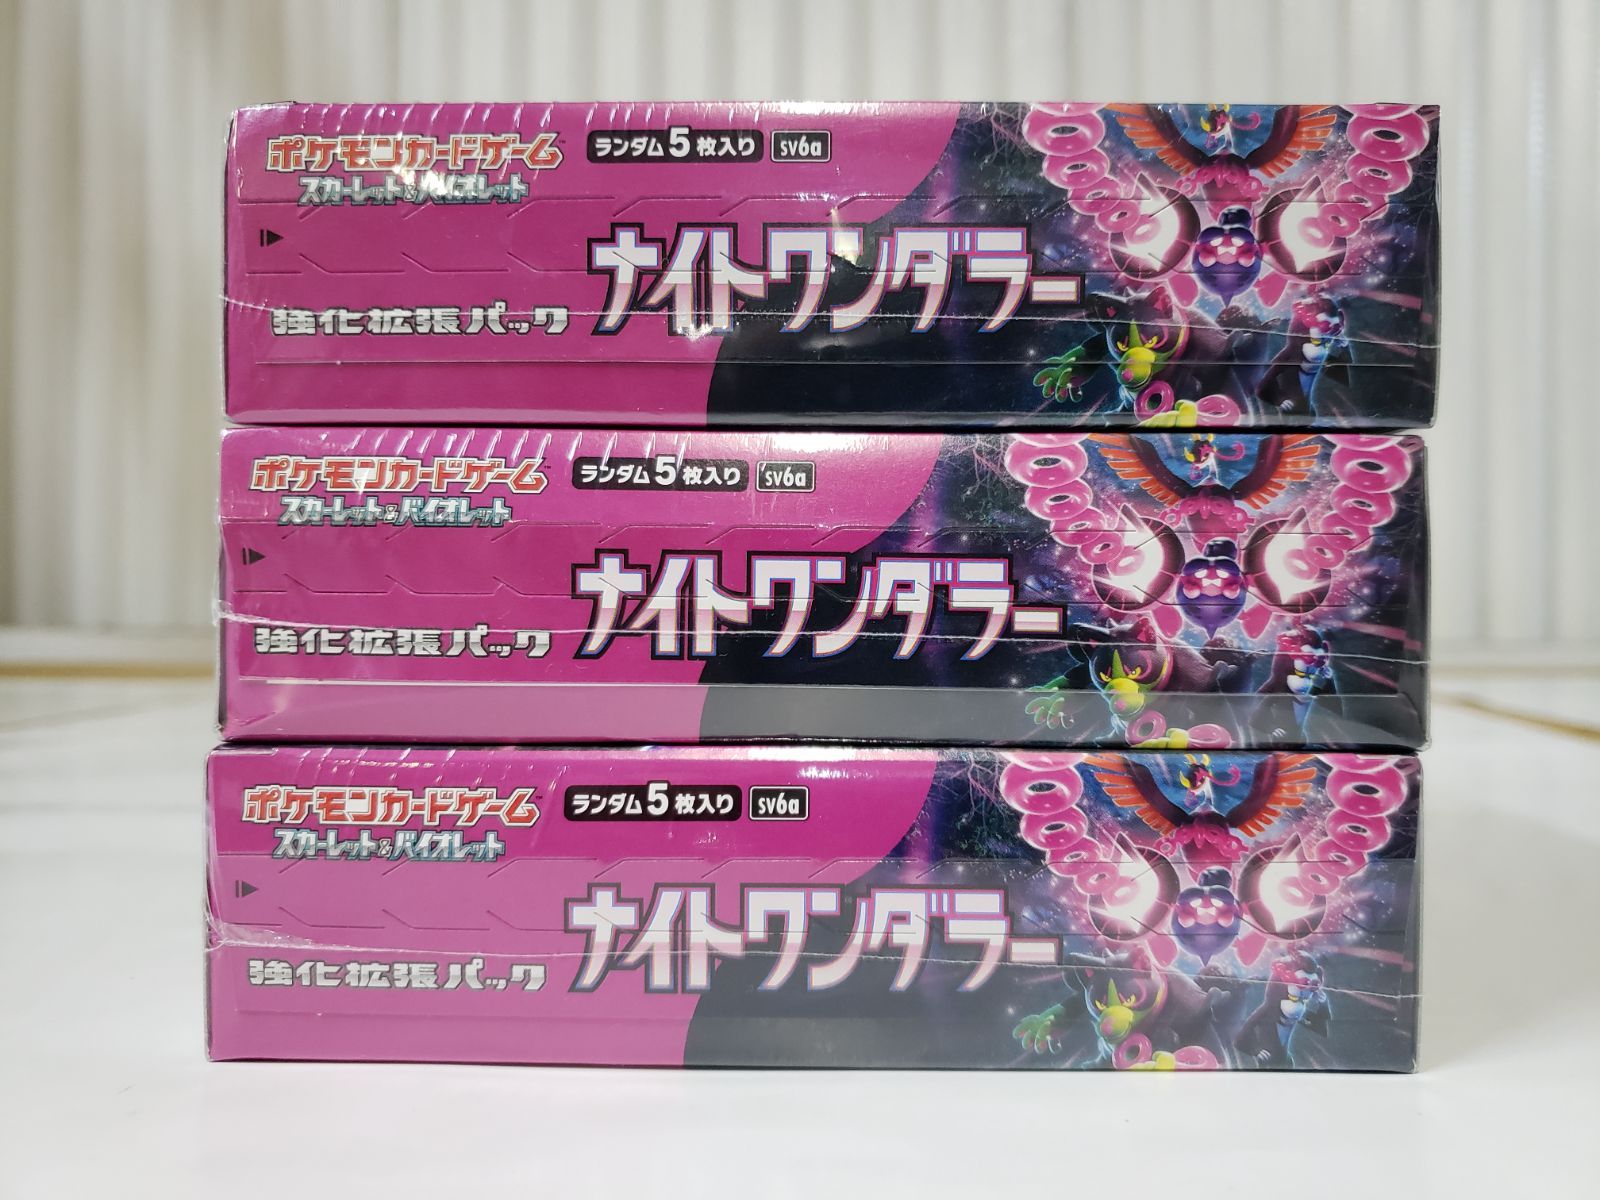 ポケモンカードゲーム™
スカーレット&バイオレット
ランダム5枚入り sv6a
強化拡張パック
ナイトワンダラー
ポケモンカードゲーム™
スカーレット&バイオレット
ランダム5枚入り sv6a
強化拡張パック
ナイトワンダラー
ポケモンカードゲーム™
スカーレット&バイオレット
ランダム5枚入り sv6a
強化拡張パック
ナイトワンダラー